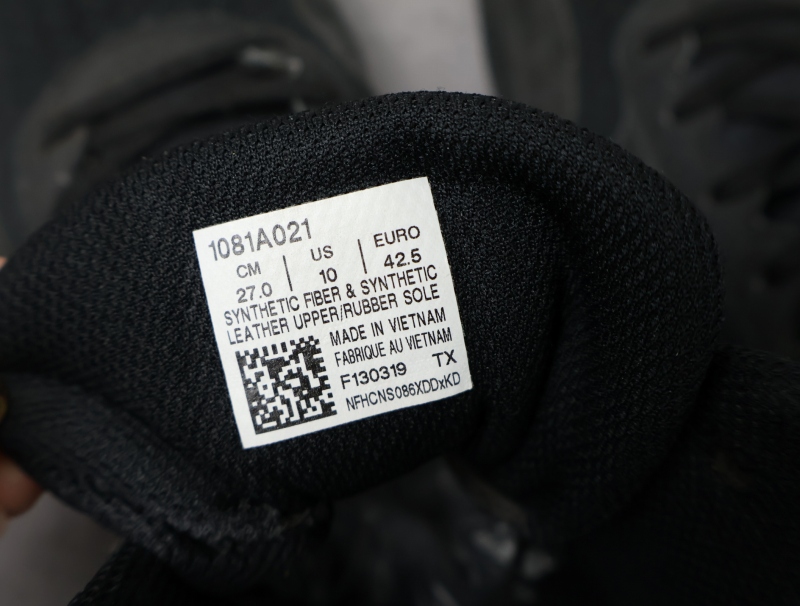 1081A021
CM | US | EURO
27.0 | 10 | 42.5
SYNTHETIC FIBER & SYNTHETIC
LEATHER UPPER/RUBBER SOLE
MADE IN VIETNAM
FABRIQUE AU VIETNAM
F130319 TX
NFHCNS086XDDxKD